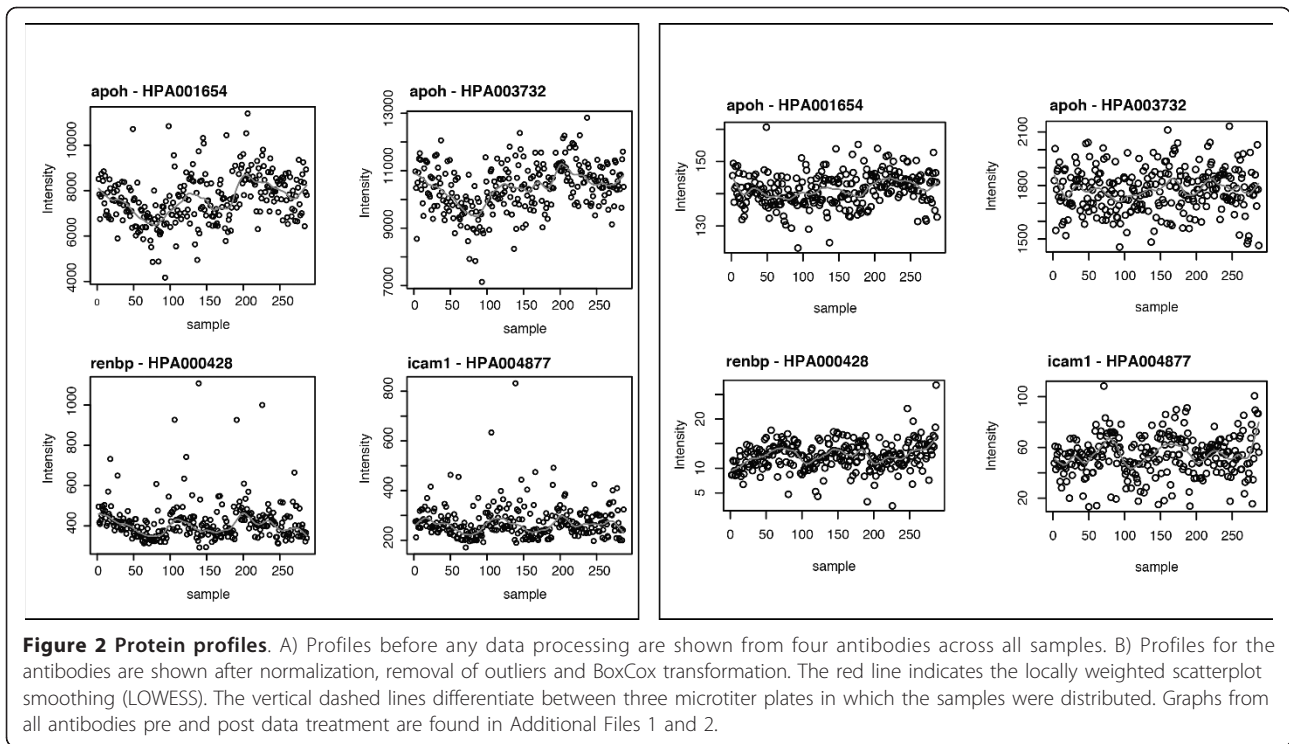 apoh - HPA001654
Intensity
4000 6000 8000 10000
0 50 100 150 200 250
sample
apoh - HPA003732
7000 9000 11000 13000
0 50 100 150 200 250
sample
renbp - HPA000428
Intensity
400 600 800 1000
0 50 100 150 200 250
sample
icam1 - HPA004877
Intensity
200 400 600 800
0 50 100 150 200 250
sample
apoh - HPA001654
Intensity
130 150
0 50 100 150 200 250
sample
apoh - HPA003732
Intensity
1500 1800 2100
0 50 100 150 200 250
sample
renbp - HPA000428
Intensity
5 10 20
0 50 100 150 200 250
sample
icam1 - HPA004877
Intensity
20 60 100
0 50 100 150 200 250
sample
Figure 2 Protein profiles. A) Profiles before any data processing are shown from four antibodies across all samples. B) Profiles for the
antibodies are shown after normalization, removal of outliers and BoxCox transformation. The red line indicates the locally weighted scatterplot
smoothing (LOWESS). The vertical dashed lines differentiate between three microtiter plates in which the samples were distributed. Graphs from
all antibodies pre and post data treatment are found in Additional Files 1 and 2.